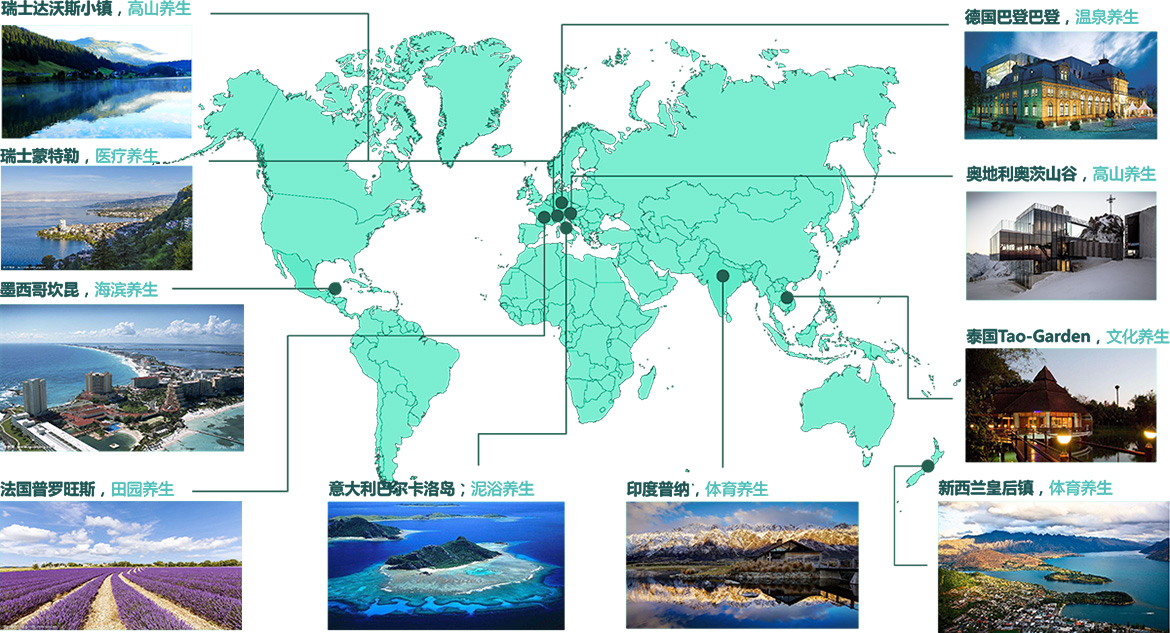 瑞士达沃斯小镇，高山养生
德国巴登巴登，温泉养生
瑞士蒙特勒，医疗养生
奥地利奥茨山谷，高山养生
墨西哥坎昆，海滨养生
泰国Tao-Garden，文化养生
法国普罗旺斯，田园养生
意大利巴尔卡洛岛；泥浴养生
印度普纳，体育养生
新西兰皇后镇，体育养生